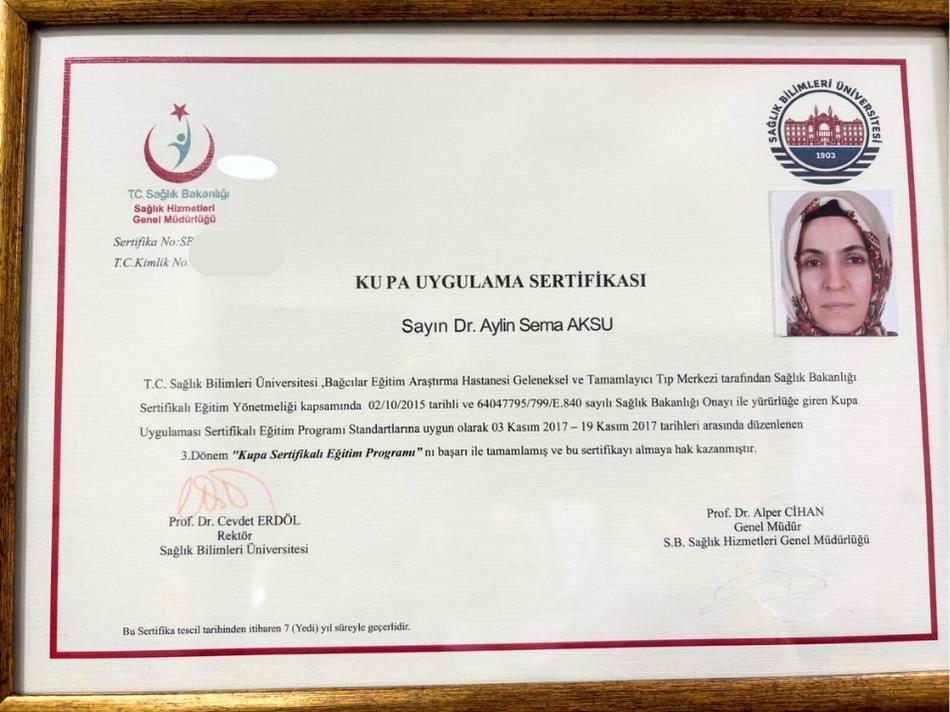 SAĞLIK BİLİMLERİ ÜNİVERSİTESİ
1903
T.C. Sağlık Bakanlığı
Sağlık Hizmetleri
Genel Müdürlüğü
Sertifika No:SB
T.C.Kimlik No:
KUPA UYGULAMA SERTİFİKASI
Sayın Dr. Aylin Sema AKSU
T.C. Sağlık Bilimleri Üniversitesi ,Bağcılar Eğitim Araştırma Hastanesi Geleneksel ve Tamamlayıcı Tıp Merkezi tarafından Sağlık Bakanlığı
Sertifikalı Eğitim Yönetmeliği kapsamında 02/10/2015 tarihli ve 64047795/799/E.840 sayılı Sağlık Bakanlığı Onayı ile yürürlüğe giren Kupa
Uygulaması Sertifikalı Eğitim Programı Standartlarına uygun olarak 03 Kasım 2017 – 19 Kasım 2017 tarihleri arasında düzenlenen
3.Dönem "Kupa Sertifikalı Eğitim Programı" nı başarı ile tamamlamış ve bu sertifikayı almaya hak kazanmıştır.
Prof. Dr. Cevdet ERDÖL
Rektör
Sağlık Bilimleri Üniversitesi
Prof. Dr. Alper CİHAN
Genel Müdür
S.B. Sağlık Hizmetleri Genel Müdürlüğü
Bu Sertifika tescil tarihinden itibaren 7 (Yedi) yıl süreyle geçerlidir.